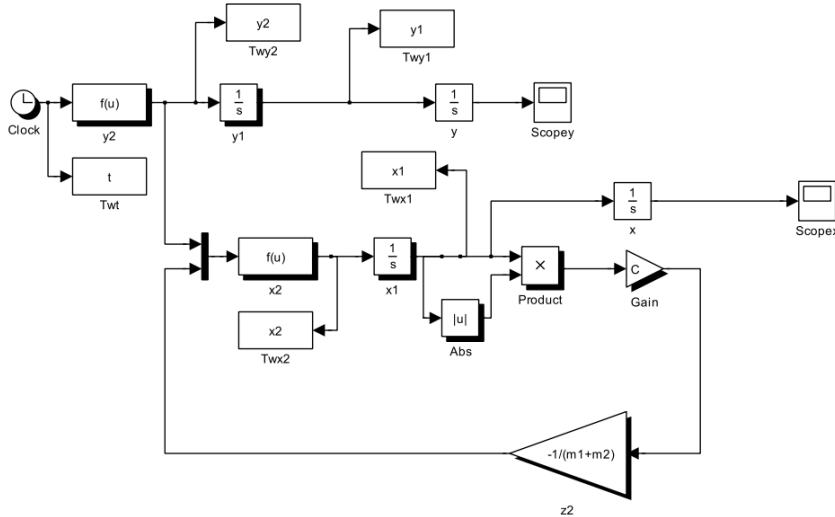 y2
Twy2
y1
Twy1
Clock
f(u)
y2
1
s
y1
1
s
y
Scopey
t
Twt
x1
Twx1
1
s
x
Scopex
f(u)
x2
1
s
x1
×
Product
C
Gain
x2
Twx2
|u|
Abs
-1/(m1+m2)
z2